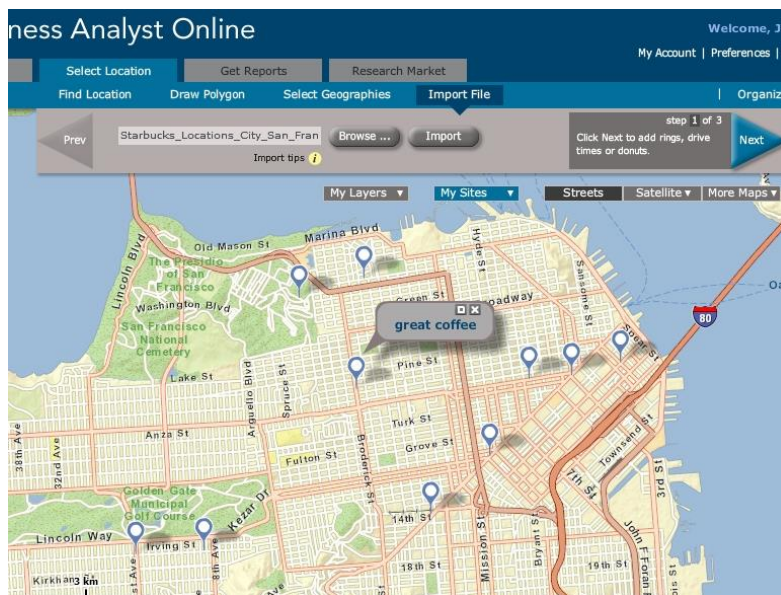 ness Analyst Online
Welcome, J
My Account | Preferences |
Select Location
Get Reports
Research Market
Find Location
Draw Polygon
Select Geographies
Import File
| Organiz
Prev
Starbucks_Locations_City_San_Fran
Browse ...
Import
Import tips i
step 1 of 3
Click Next to add rings, drive
times or donuts.
Next
My Layers ▼
My Sites ▼
Streets
Satellite ▼
More Maps ▼
Marina Blvd
Old Mason St
Lincoln Blvd
The Presidio
of San
Francisco
Washington Blvd
San Francisco
National
Cemetery
Hyde St
Sansome St
Green St
roadway
great coffee
80
Spear St
Lake St
Arguello Blvd
Spruce St
Pine St
Turk St
Anza St
Grove St
Fulton St
Broderick St
38th Ave
32nd Ave
Townsend St
7th St
3rd St
Golden Gate
Municipal
Golf Course
Kezar Dr
Lincoln Way
Irving St
8th Ave
14th St
Mission St
Bryant St
John F Foran
18th St
19th St
3 km